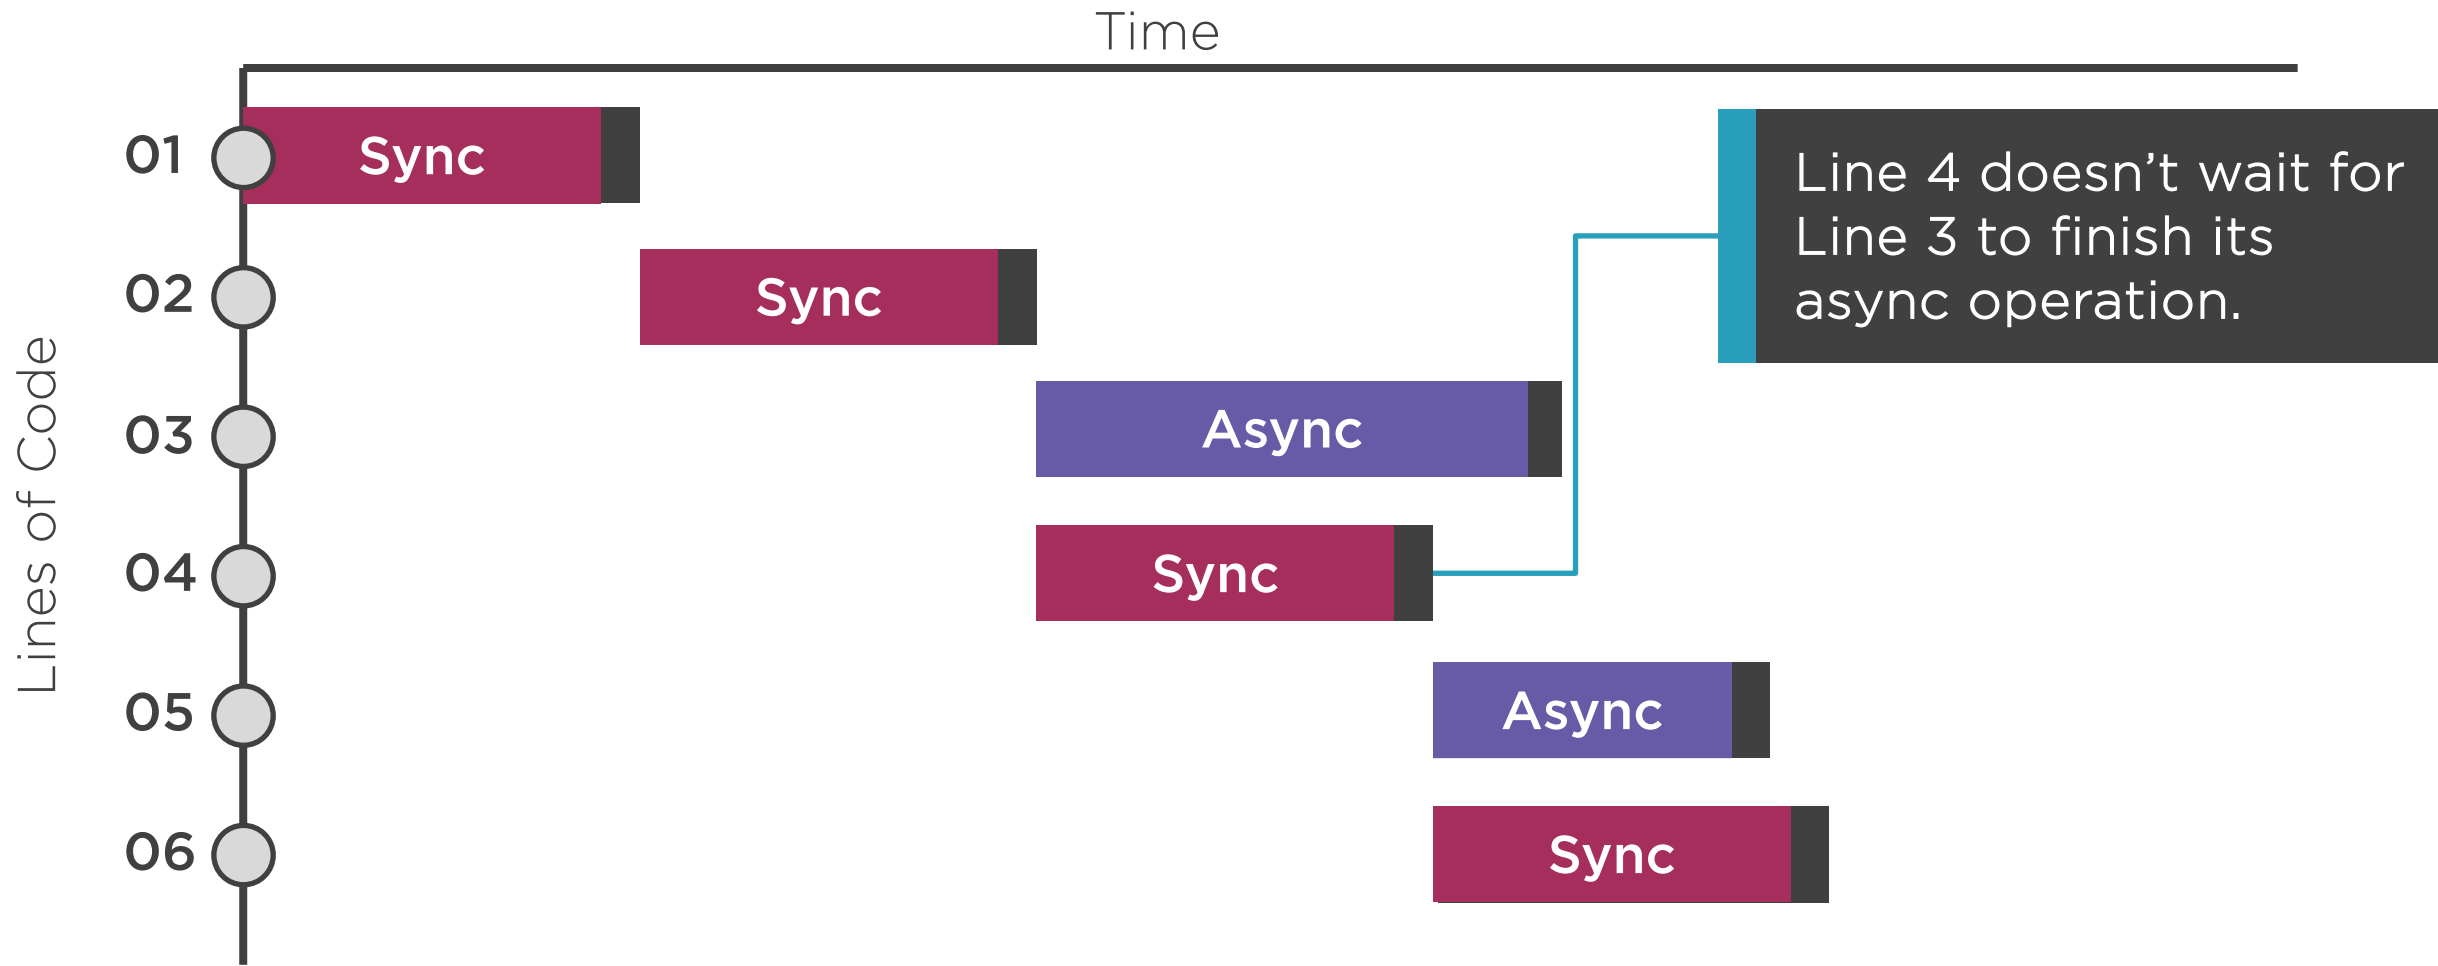 Time
01
Sync
Line 4 doesn’t wait for
Line 3 to finish its
async operation.
02
Sync
Lines of Code
03
Async
04
Sync
05
Async
06
Sync